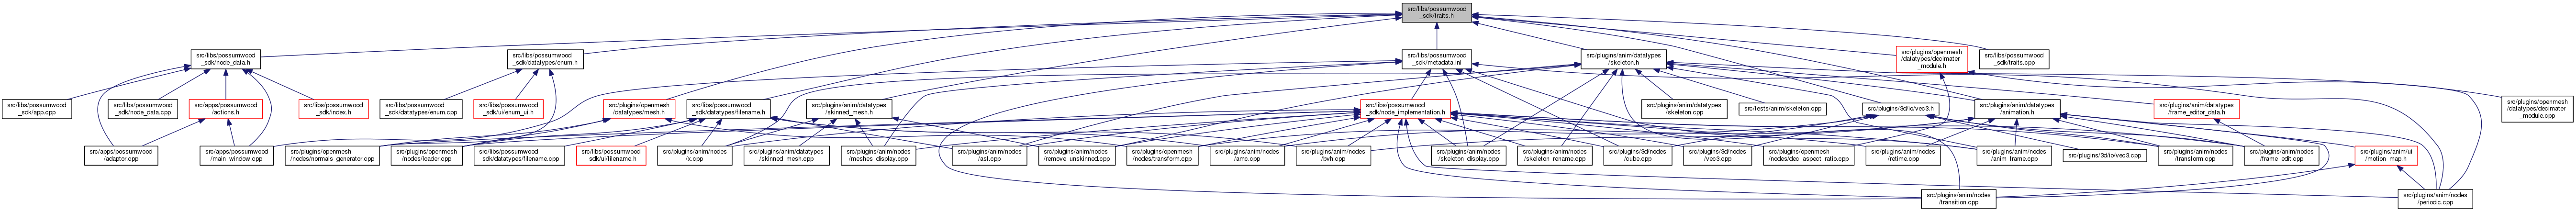 src/libs/possumwood
_sdk/traits.h
src/libs/possumwood
_sdk/node_data.h
src/libs/possumwood
_sdk/datatypes/enum.h
src/libs/possumwood
_sdk/metadata.inl
src/plugins/anim/datatypes
/skeleton.h
src/plugins/openmesh
/datatypes/decimater
_module.h
src/libs/possumwood
_sdk/traits.cpp
src/libs/possumwood
_sdk/app.cpp
src/libs/possumwood
_sdk/node_data.cpp
src/apps/possumwood
/actions.h
src/libs/possumwood
_sdk/index.h
src/libs/possumwood
_sdk/datatypes/enum.cpp
src/libs/possumwood
_sdk/ui/enum_ui.h
src/plugins/openmesh
/datatypes/mesh.h
src/libs/possumwood
_sdk/datatypes/filename.h
src/plugins/anim/datatypes
/skinned_mesh.h
src/libs/possumwood
_sdk/node_implementation.h
src/plugins/anim/datatypes
/skeleton.cpp
src/tests/anim/skeleton.cpp
src/plugins/3d/io/vec3.h
src/plugins/anim/datatypes
/animation.h
src/plugins/anim/datatypes
/frame_editor_data.h
src/plugins/openmesh
/datatypes/decimater
_module.cpp
src/apps/possumwood
/adaptor.cpp
src/apps/possumwood
/main_window.cpp
src/plugins/openmesh
/nodes/normals_generator.cpp
src/plugins/openmesh
/nodes/loader.cpp
src/libs/possumwood
_sdk/datatypes/filename.cpp
src/libs/possumwood
_sdk/ui/filename.h
src/plugins/anim/nodes
/x.cpp
src/plugins/anim/datatypes
/skinned_mesh.cpp
src/plugins/anim/nodes
/meshes_display.cpp
src/plugins/anim/nodes
/asf.cpp
src/plugins/anim/nodes
/remove_unskinned.cpp
src/plugins/openmesh
/nodes/transform.cpp
src/plugins/anim/nodes
/amc.cpp
src/plugins/anim/nodes
/bvh.cpp
src/plugins/anim/nodes
/skeleton_display.cpp
src/plugins/anim/nodes
/skeleton_rename.cpp
src/plugins/3d/nodes
/cube.cpp
src/plugins/3d/nodes
/vec3.cpp
src/plugins/openmesh
/nodes/dec_aspect_ratio.cpp
src/plugins/anim/nodes
/retime.cpp
src/plugins/anim/nodes
/anim_frame.cpp
src/plugins/3d/io/vec3.cpp
src/plugins/anim/nodes
/transform.cpp
src/plugins/anim/nodes
/frame_edit.cpp
src/plugins/anim/ui
/motion_map.h
src/plugins/anim/nodes
/transition.cpp
src/plugins/anim/nodes
/periodic.cpp